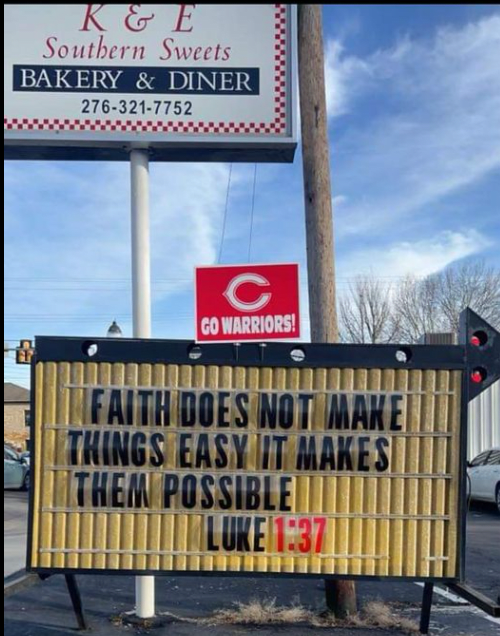 K & E
Southern Sweets
BAKERY & DINER
276-321-7752
C
GO WARRIORS!
FAITH DOES NOT MAKE
THINGS EASY IT MAKES
THEM POSSIBLE
LUKE 1:37